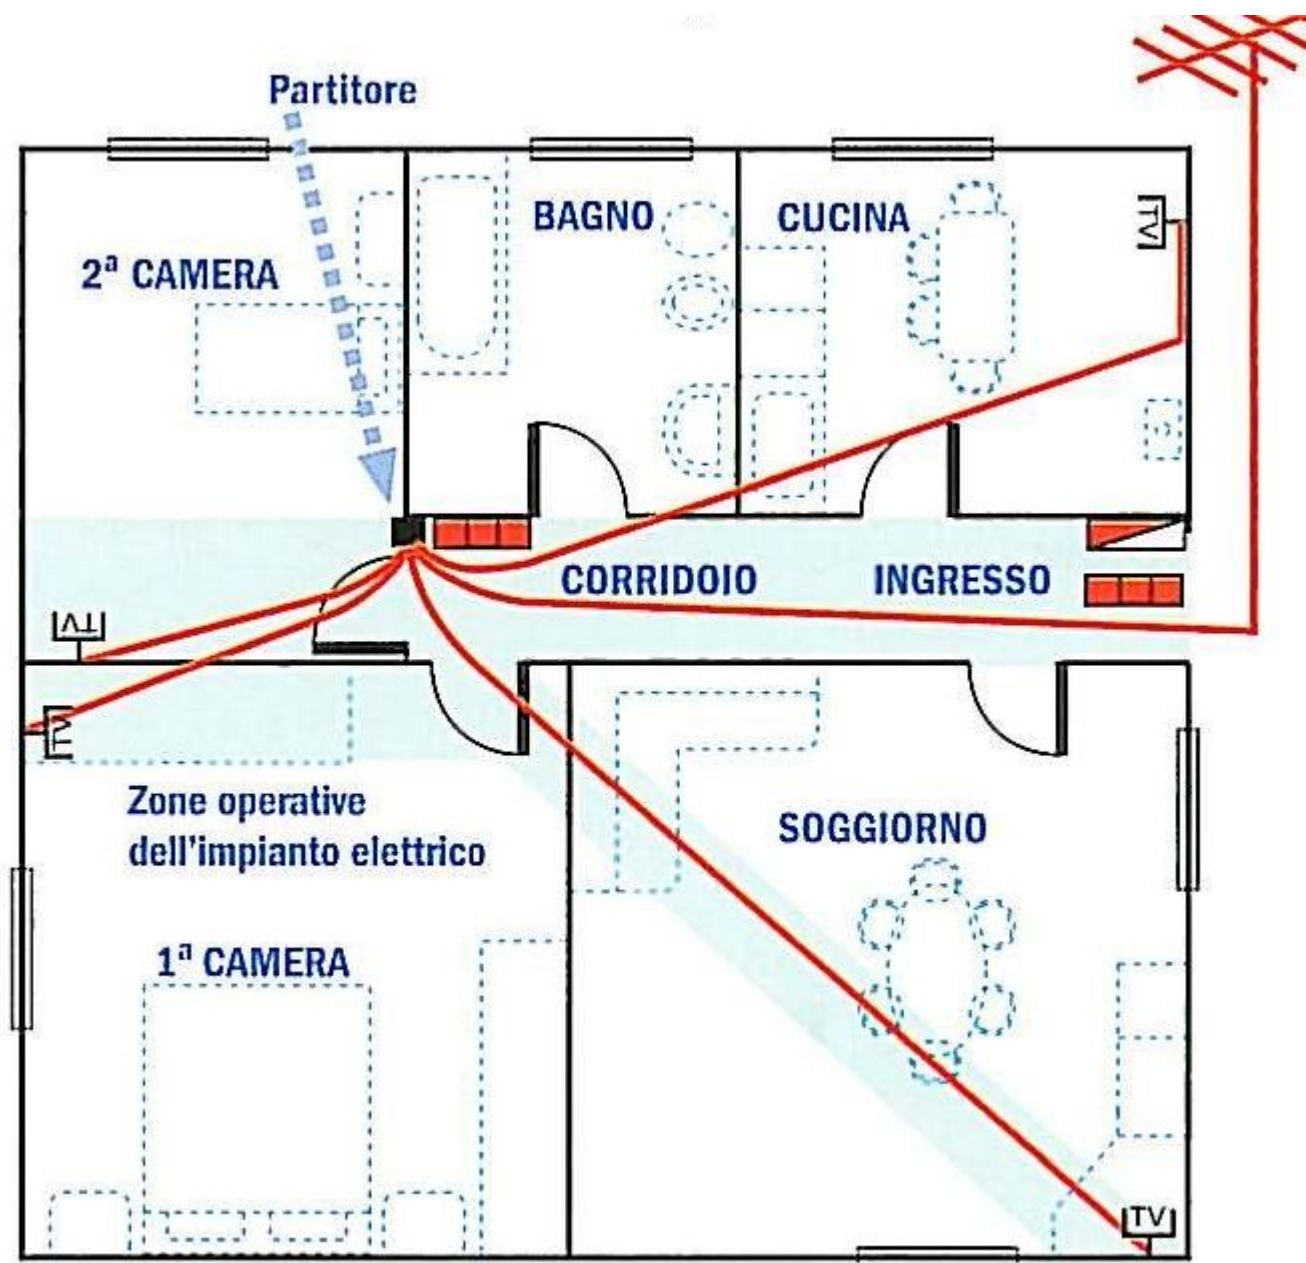 Partitore
BAGNO
CUCINA
TV
2ª CAMERA
CORRIDOIO
INGRESSO
TV
TV
Zone operative
dell'impianto elettrico
SOGGIORNO
1ª CAMERA
TV